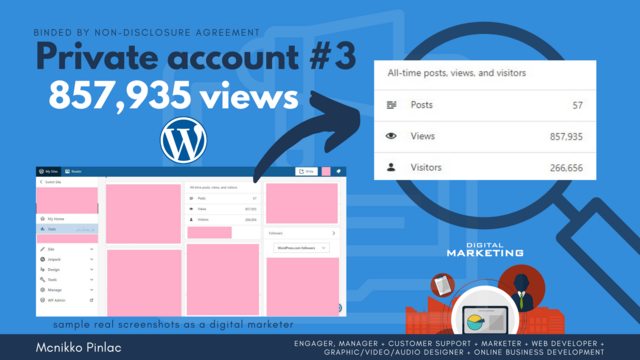 BINDED BY NON-DISCLOSURE AGREEMENT
Private account #3
857,935 views
All-time posts, views, and visitors
Posts 57
Views 857,935
Visitors 266,656
My Sites Reader Write
Switch Site
All-time posts, views, and visitors
Posts 57
Views 857,935
Visitors 266,656
My Home
Stats
Site
Jetpack
Design
Tools
Manage
WP Admin
Followers
WordPress.com followers
DIGITAL
MARKETING
sample real screenshots as a digital marketer
Mcnikko Pinlac
ENGAGER, MANAGER + CUSTOMER SUPPORT + MARKETER + WEB DEVELOPER +
GRAPHIC/VIDEO/AUDIO DESIGNER + ONLINE BUSINESS DEVELOPMENT